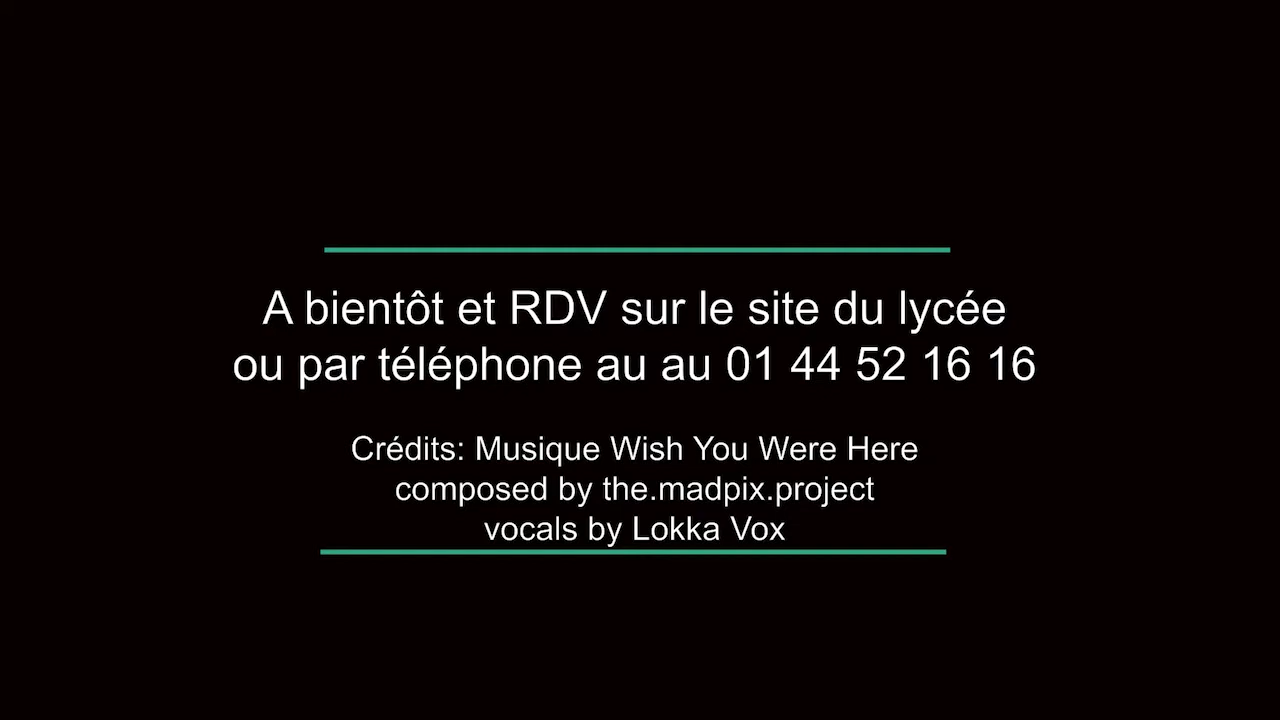 A bientôt et RDV sur le site du lycée
ou par téléphone au au 01 44 52 16 16
Crédits: Musique Wish You Were Here
composed by the.madpix.project
vocals by Lokka Vox